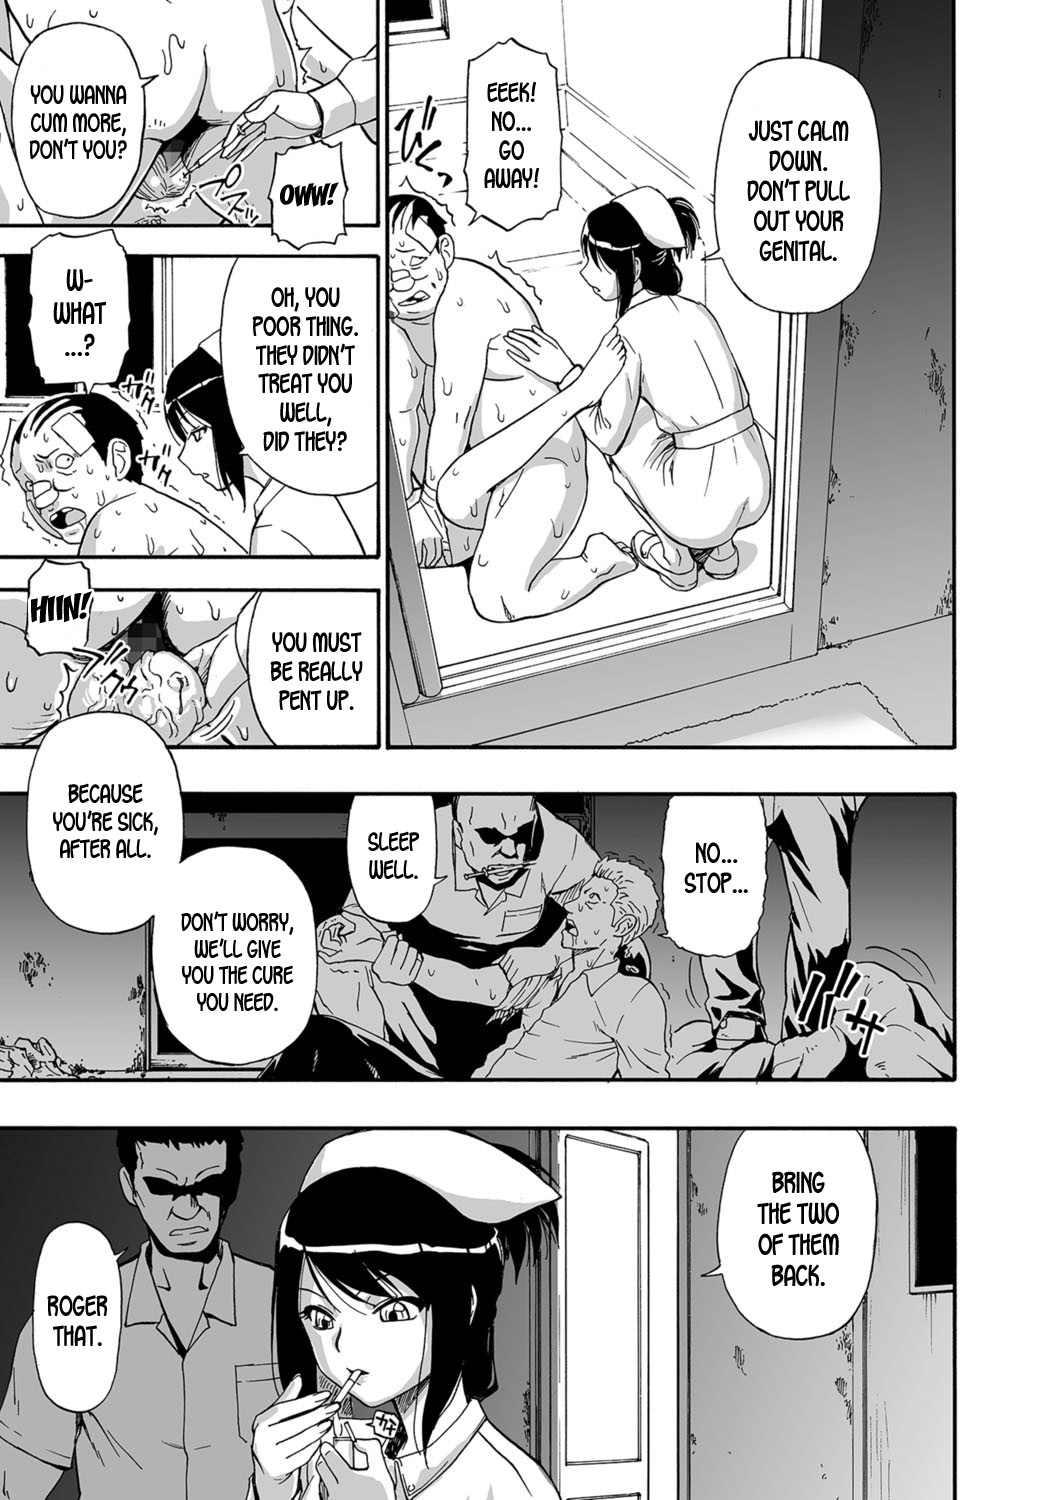 JUST CALM
DOWN.
DON'T PULL
OUT YOUR
GENITAL.
EEEK!
NO...
GO
AWAY!
YOU WANNA
CUM MORE,
DON'T YOU?
OWW!
OH, YOU
POOR THING.
THEY DIDN'T
TREAT YOU
WELL,
DID THEY?
W-
WHAT
...?
HIIN!
YOU MUST
BE REALLY
PENT UP.
NO...
STOP...
SLEEP
WELL.
BECAUSE
YOU'RE SICK,
AFTER ALL.
DON'T WORRY,
WE'LL GIVE
YOU THE CURE
YOU NEED.
BRING
THE TWO
OF THEM
BACK.
ROGER
THAT.